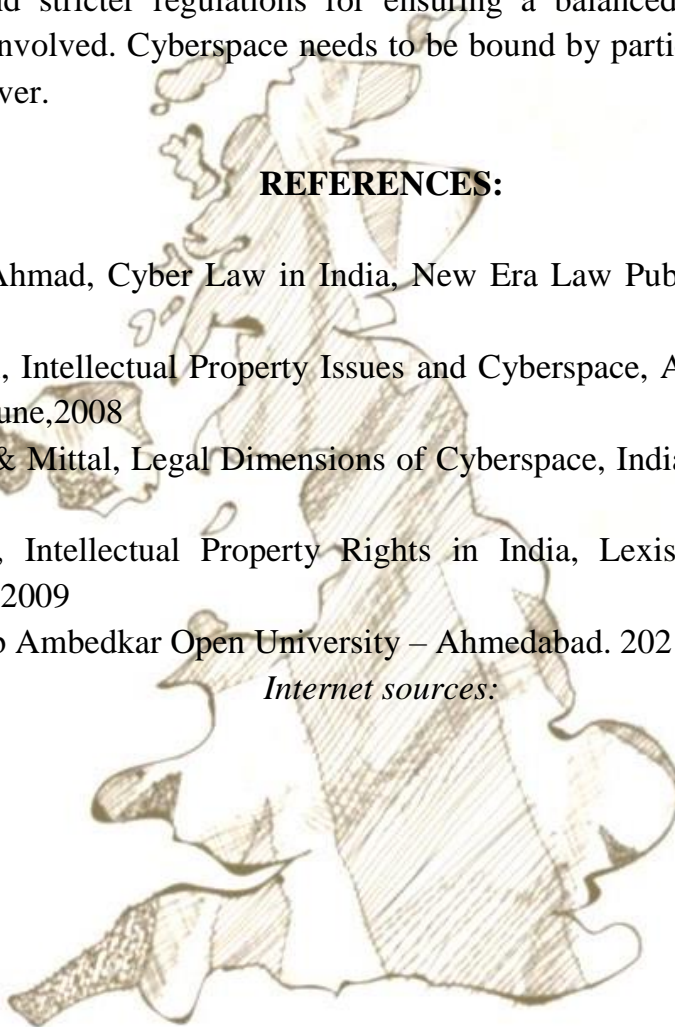 stricter regulations for ensuring a balanced
nvolved. Cyberspace needs to be bound by parti
ver.
REFERENCES:
Ahmad, Cyber Law in India, New Era Law Pub
, Intellectual Property Issues and Cyberspace, A
une,2008
& Mittal, Legal Dimensions of Cyberspace, India
, Intellectual Property Rights in India, Lexis
2009
Ambedkar Open University – Ahmedabad. 202
Internet sources: